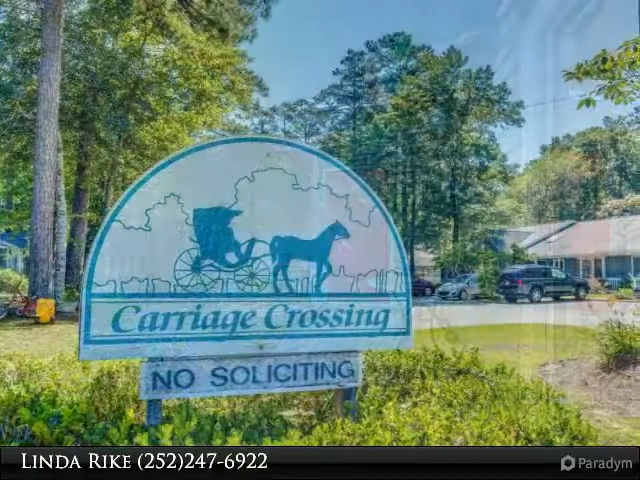 Carriage Crossing
NO SOLICITING
LINDA RIKE (252)247-6922
Paradym